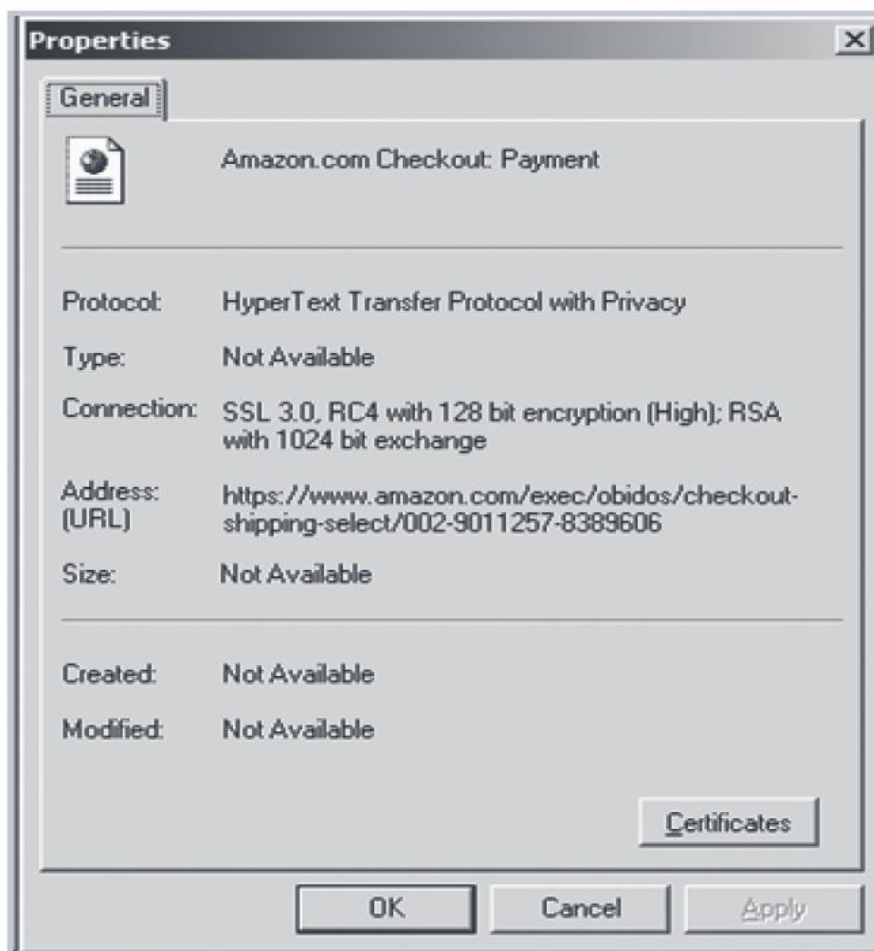 Properties
General
Amazon.com Checkout: Payment
Protocol: HyperText Transfer Protocol with Privacy
Type: Not Available
Connection: SSL 3.0, RC4 with 128 bit encryption (High); RSA
with 1024 bit exchange
Address: https://www.amazon.com/exec/obidos/checkout-
(URL) shipping-select/002-9011257-8389606
Size: Not Available
Created: Not Available
Modified: Not Available
Certificates
OK Cancel Apply